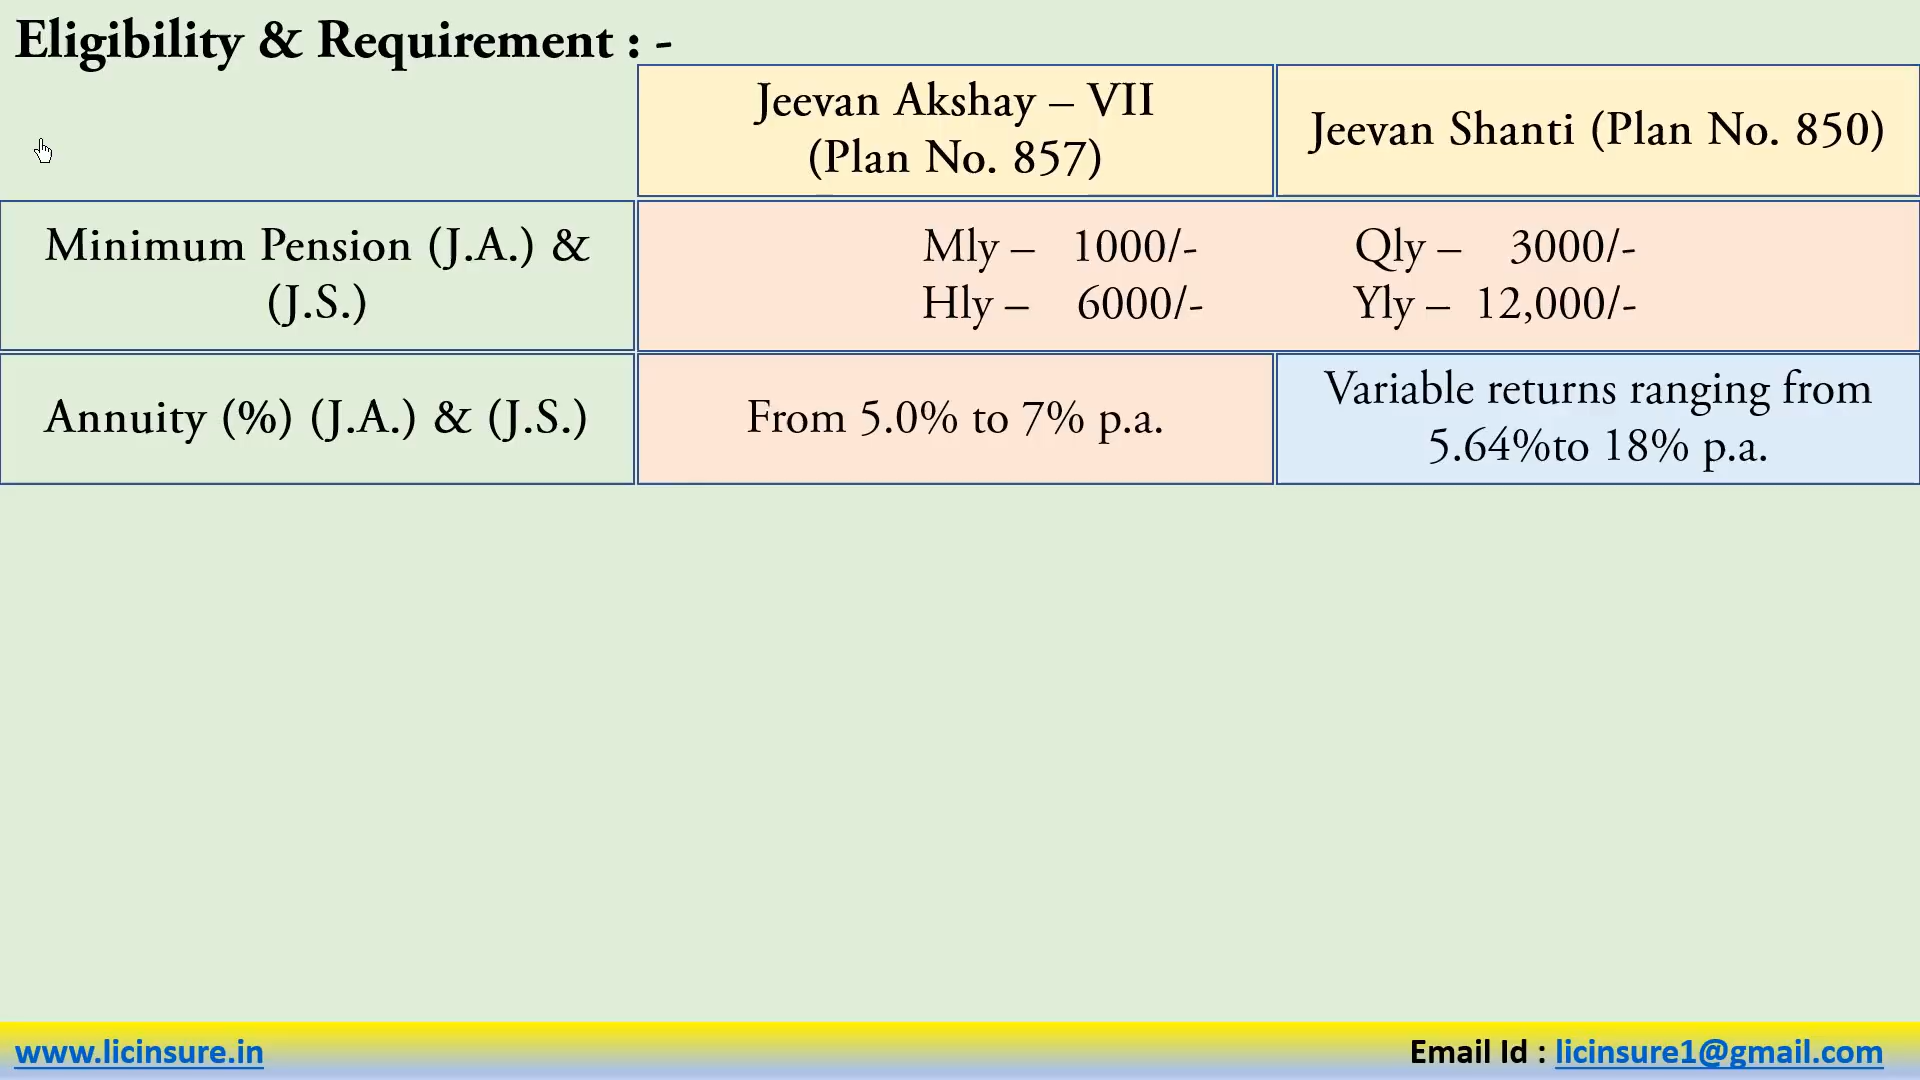 Eligibility & Requirement : -
Jeevan Akshay – VII
(Plan No. 857)
Jeevan Shanti (Plan No. 850)
Minimum Pension (J.A.) &
(J.S.)
Mly – 1000/- Qly – 3000/-
Hly – 6000/- Yly – 12,000/-
Annuity (%) (J.A.) & (J.S.)
From 5.0% to 7% p.a.
Variable returns ranging from
5.64%to 18% p.a.
www.licinsure.in
Email Id : licinsure1@gmail.com